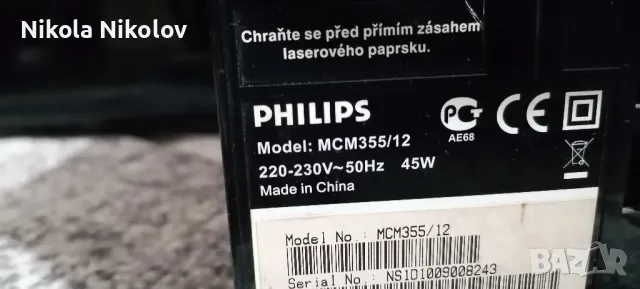 Nikola Nikolov
Chraňte se před přímím zásahem
laserového paprsku.
PHILIPS
Model: MCM355/12
220-230V~50Hz 45W
Made in China
AE68
Model No.: MCM355/12
Serial No.: NS1D1009008243
BAZAR